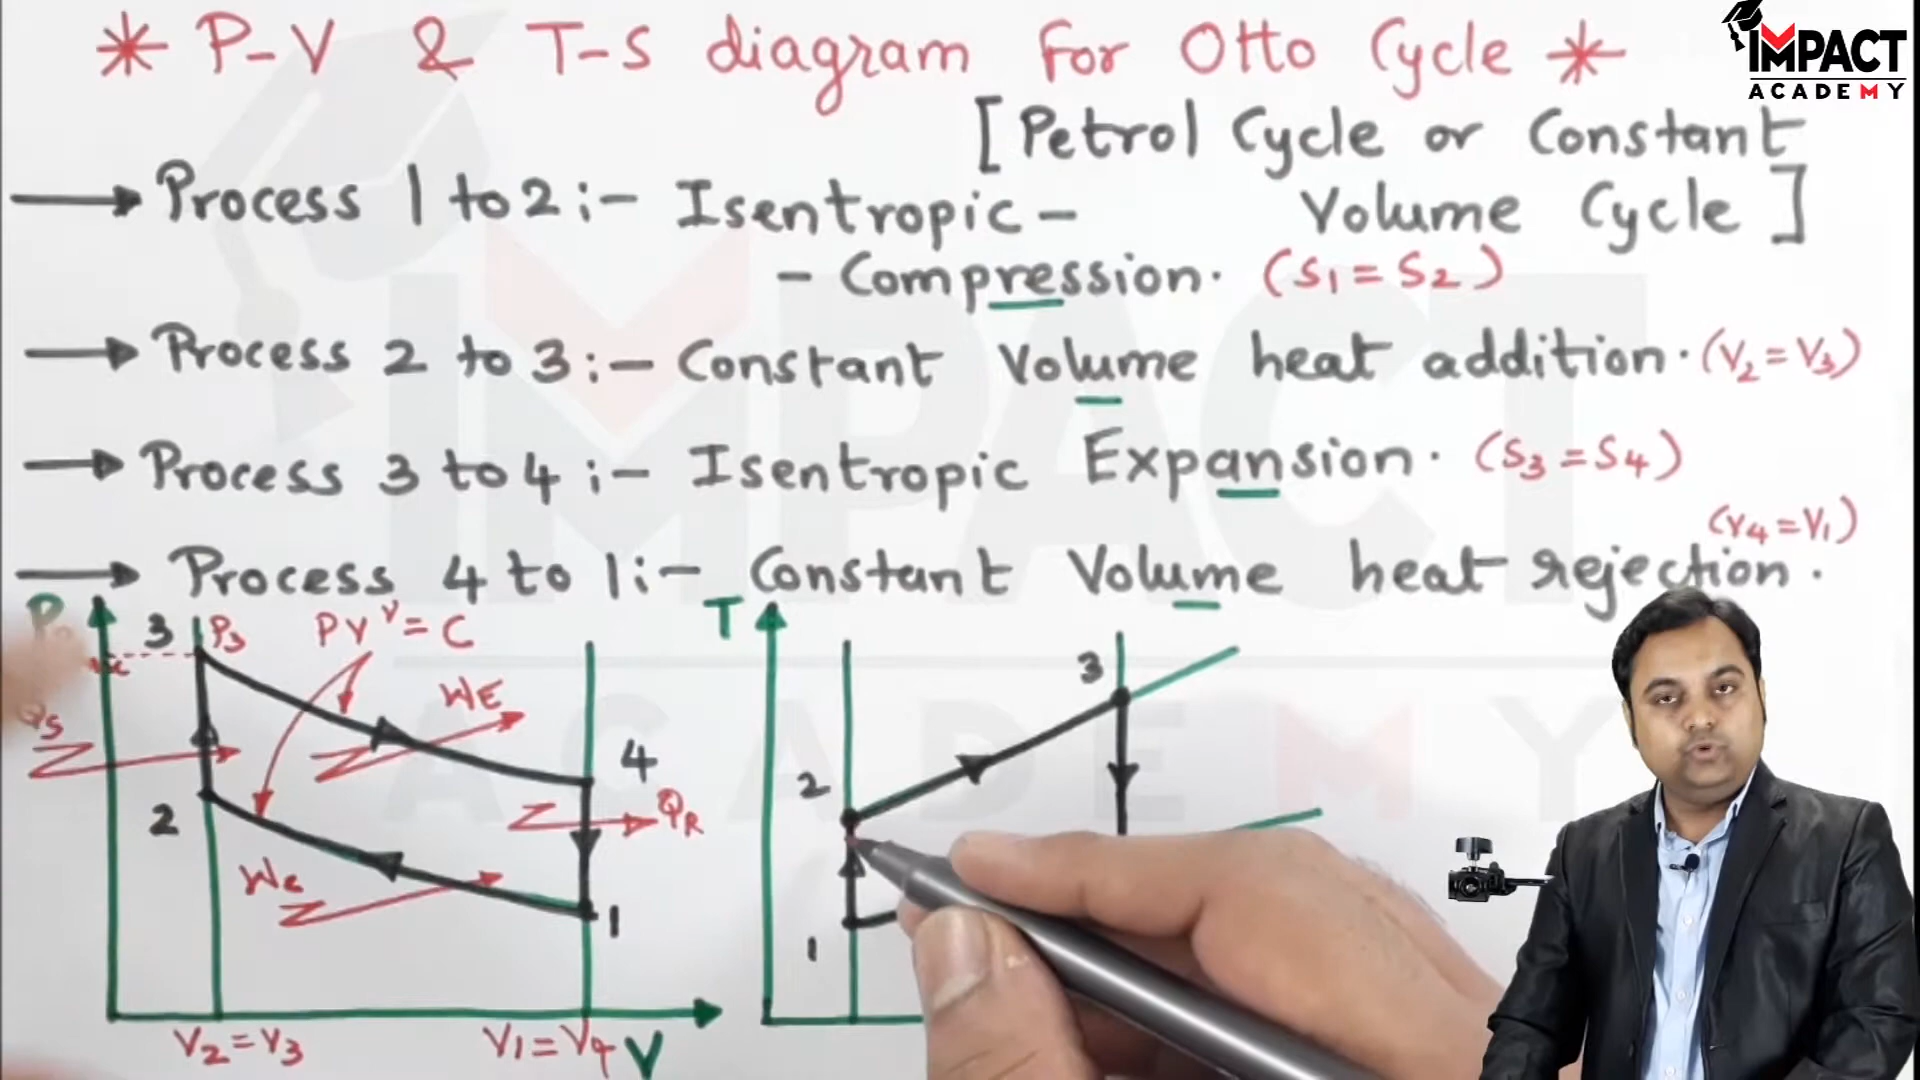 * P-V & T-S diagram For Otto Cycle *
IMPACT
ACADEMY
[Petrol Cycle or Constant
Volume Cycle]
Process 1 to 2 :- Isentropic -
- Compression. (S1 = S2)
Process 2 to 3 :- Constant Volume heat addition. (V2 = V3)
Process 3 to 4 :- Isentropic Expansion. (S3 = S4)
(V4 = V1)
Process 4 to 1 :- Constant Volume heat rejection.
P
3 P3
PVγ = C
WE
QS
4
2
QR
WC
1
V2 = V3
V1 = V4
V
T
3
2
1
IMPACT
ACADEMY